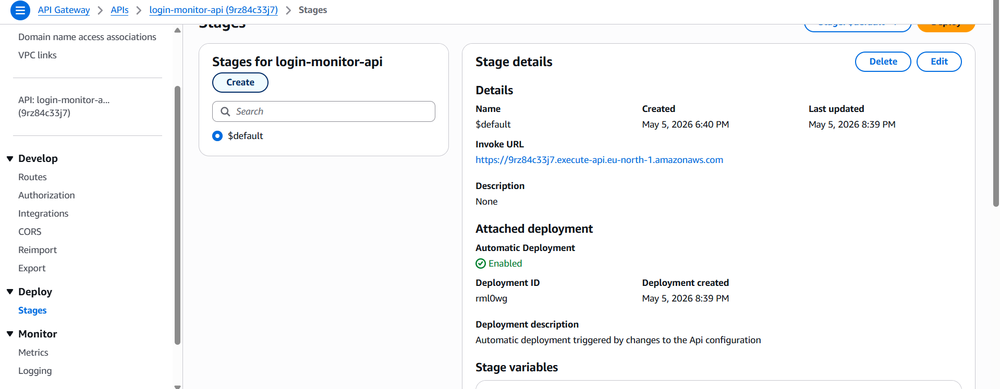 API Gateway > APIs > login-monitor-api (9rz84c33j7) > Stages
Domain name access associations
VPC links
API: login-monitor-a...
(9rz84c33j7)
Develop
Routes
Authorization
Integrations
CORS
Reimport
Export
Deploy
Stages
Monitor
Metrics
Logging
Stages
Stage: $default
Deploy
Stages for login-monitor-api
Create
Search
$default
Stage details
Delete
Edit
Details
Name
$default
Created
May 5, 2026 6:40 PM
Last updated
May 5, 2026 8:39 PM
Invoke URL
https://9rz84c33j7.execute-api.eu-north-1.amazonaws.com
Description
None
Attached deployment
Automatic Deployment
Enabled
Deployment ID
rml0wg
Deployment created
May 5, 2026 8:39 PM
Deployment description
Automatic deployment triggered by changes to the Api configuration
Stage variables